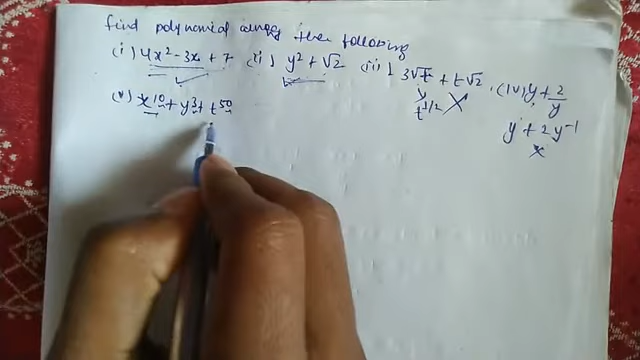 find polynomial among the following
(i) 4x² - 3x + 7 (ii) y² + √2 (iii) 3√t + t√2, (iv) y + 2/y
t^1/2 y + 2y⁻¹
(v) x¹⁰ + y³ + t⁵⁰